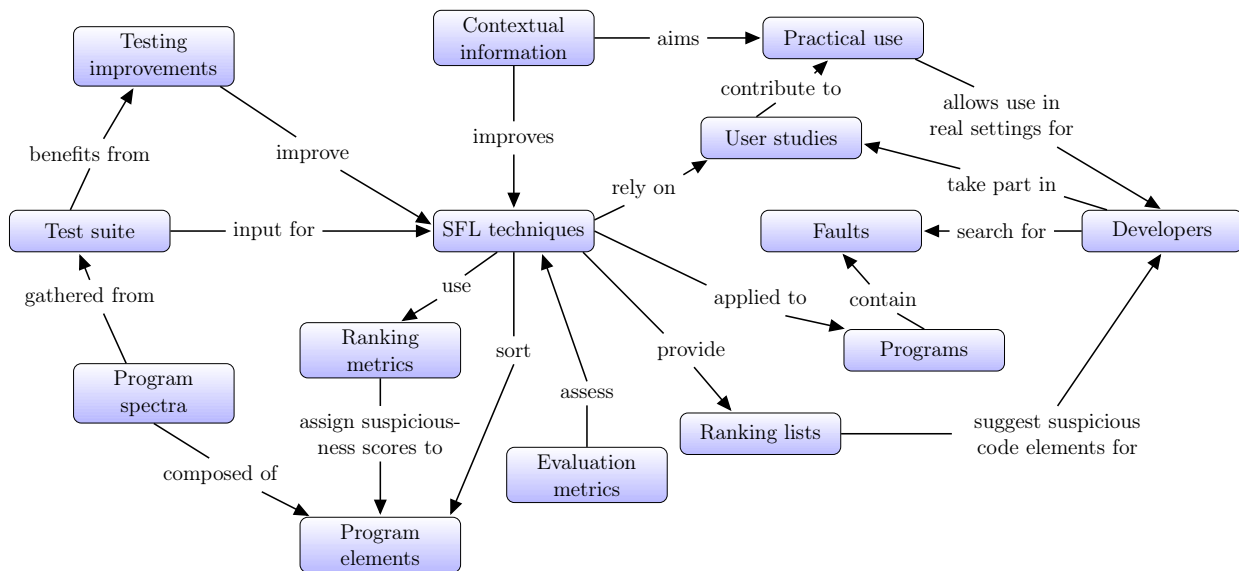 Contextual
information
aims
Practical use
Testing
improvements
contribute to
allows use in
real settings for
User studies
benefits from
improve
improves
rely on
take part in
Test suite
input for
SFL techniques
Faults
search for
Developers
gathered from
use
applied to
contain
Ranking
metrics
sort
provide
Programs
Program
spectra
assess
assign suspicious-
ness scores to
Ranking lists
suggest suspicious
code elements for
composed of
Evaluation
metrics
Program
elements